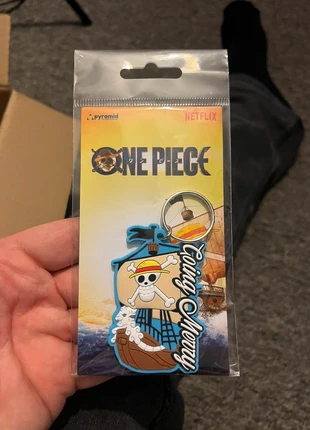 pyramid
NETFLIX
ONE PIECE
Going Merry